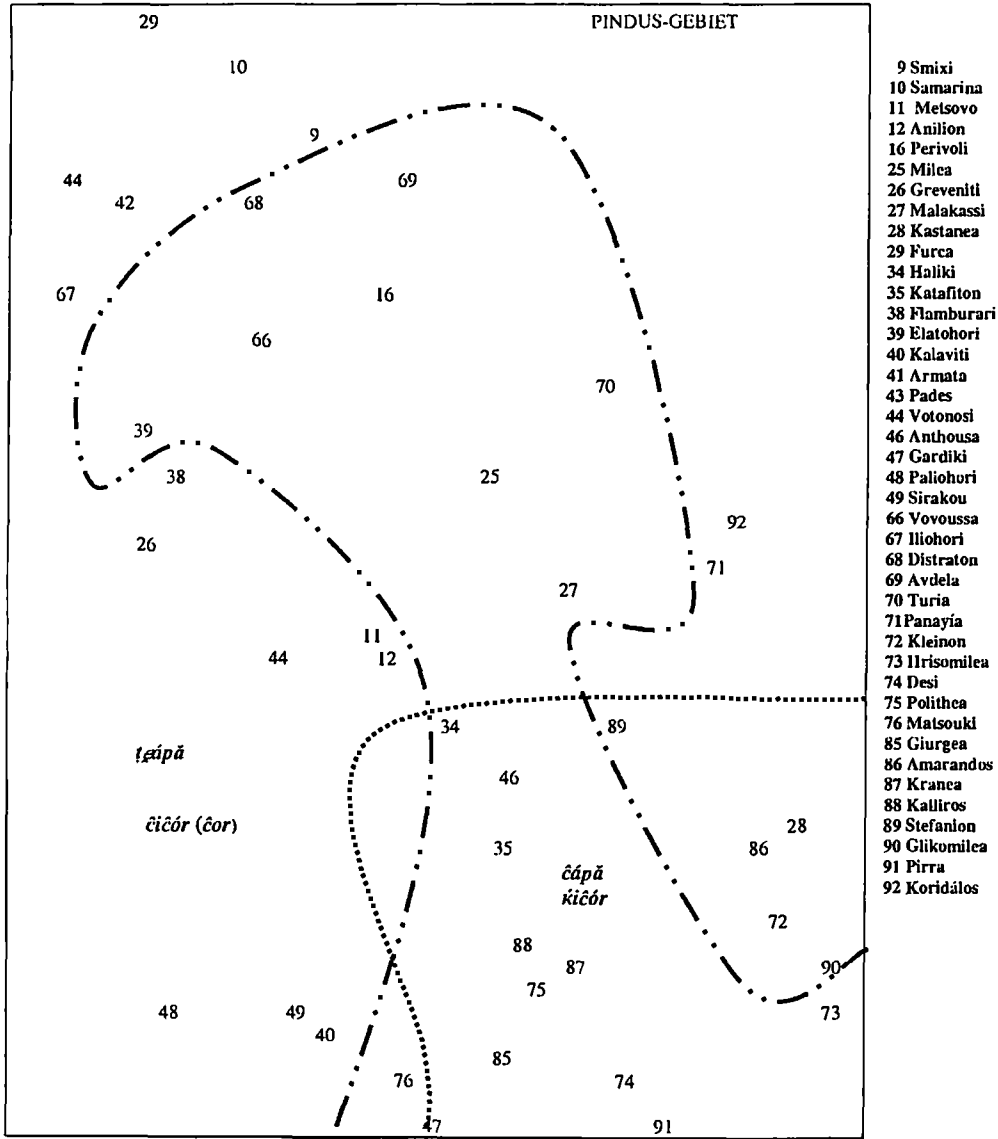 PINDUS-GEBIET
29
10
9
44
42
68
69
67
16
66
70
39
38
25
92
26
71
27
11
44
12
34
89
ţeápă
46
28
čičór (čor)
35
86
čápă
ḱičór
72
88
87
90
75
48
49
73
40
85
76
74
47
91
9 Smixi
10 Samarina
11 Metsovo
12 Anilion
16 Perivoli
25 Milea
26 Greveniti
27 Malakassi
28 Kastanea
29 Furca
34 Haliki
35 Katafiton
38 Flamburari
39 Elatohori
40 Kalaviti
41 Armata
43 Pades
44 Votonosi
46 Anthousa
47 Gardiki
48 Paliohori
49 Sirakou
66 Vovoussa
67 Iliohori
68 Distraton
69 Avdela
70 Turia
71 Panayía
72 Kleinon
73 Hrisomilea
74 Desi
75 Polithea
76 Matsouki
85 Giurgea
86 Amarandos
87 Kranea
88 Kalliros
89 Stefanion
90 Glikomilea
91 Pirra
92 Koridálos